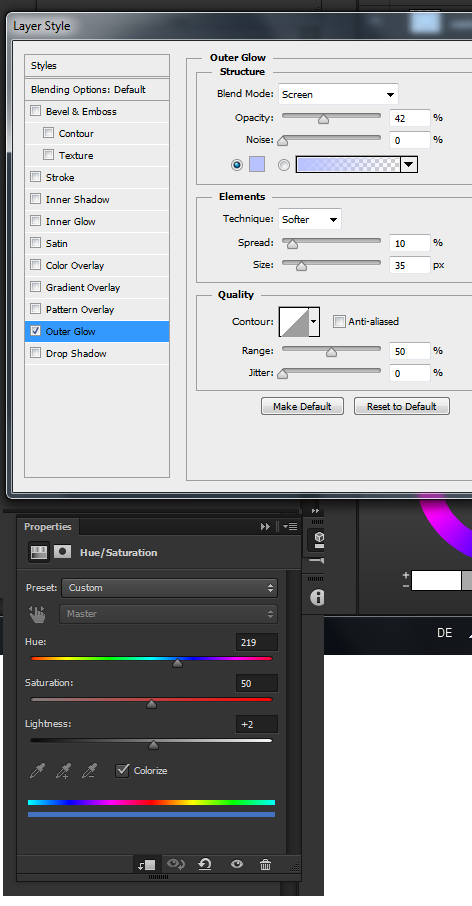 Layer Style
Styles
Blending Options: Default
Bevel & Emboss
Contour
Texture
Stroke
Inner Shadow
Inner Glow
Satin
Color Overlay
Gradient Overlay
Pattern Overlay
Outer Glow
Drop Shadow
Outer Glow
Structure
Blend Mode: Screen
Opacity: 42 %
Noise: 0 %
Elements
Technique: Softer
Spread: 10 %
Size: 35 px
Quality
Contour: Anti-aliased
Range: 50 %
Jitter: 0 %
Make Default Reset to Default
Properties
Hue/Saturation
Preset: Custom
Master
Hue: 219
Saturation: 50
Lightness: +2
Colorize
DE